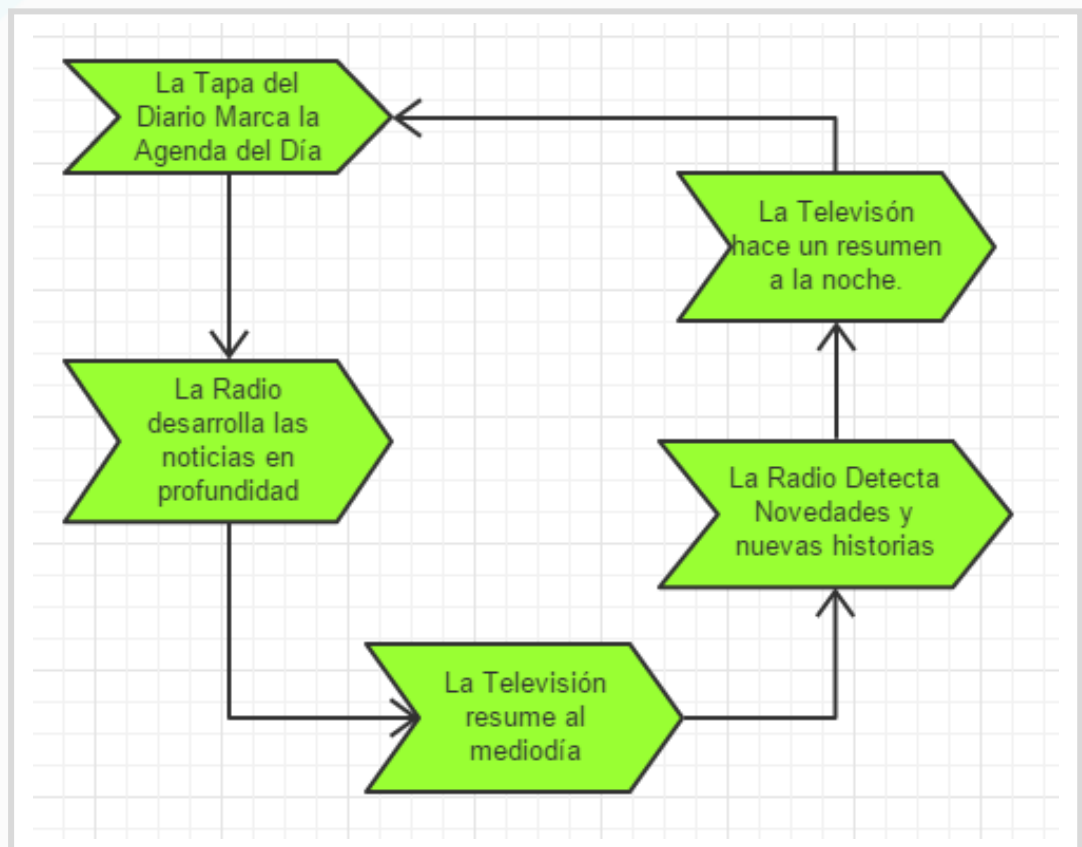 La Tapa del
Diario Marca la
Agenda del Día
La Radio
desarrolla las
noticias en
profundidad
La Televisión
resume al
mediodía
La Radio Detecta
Novedades y
nuevas historias
La Televisón
hace un resumen
a la noche.